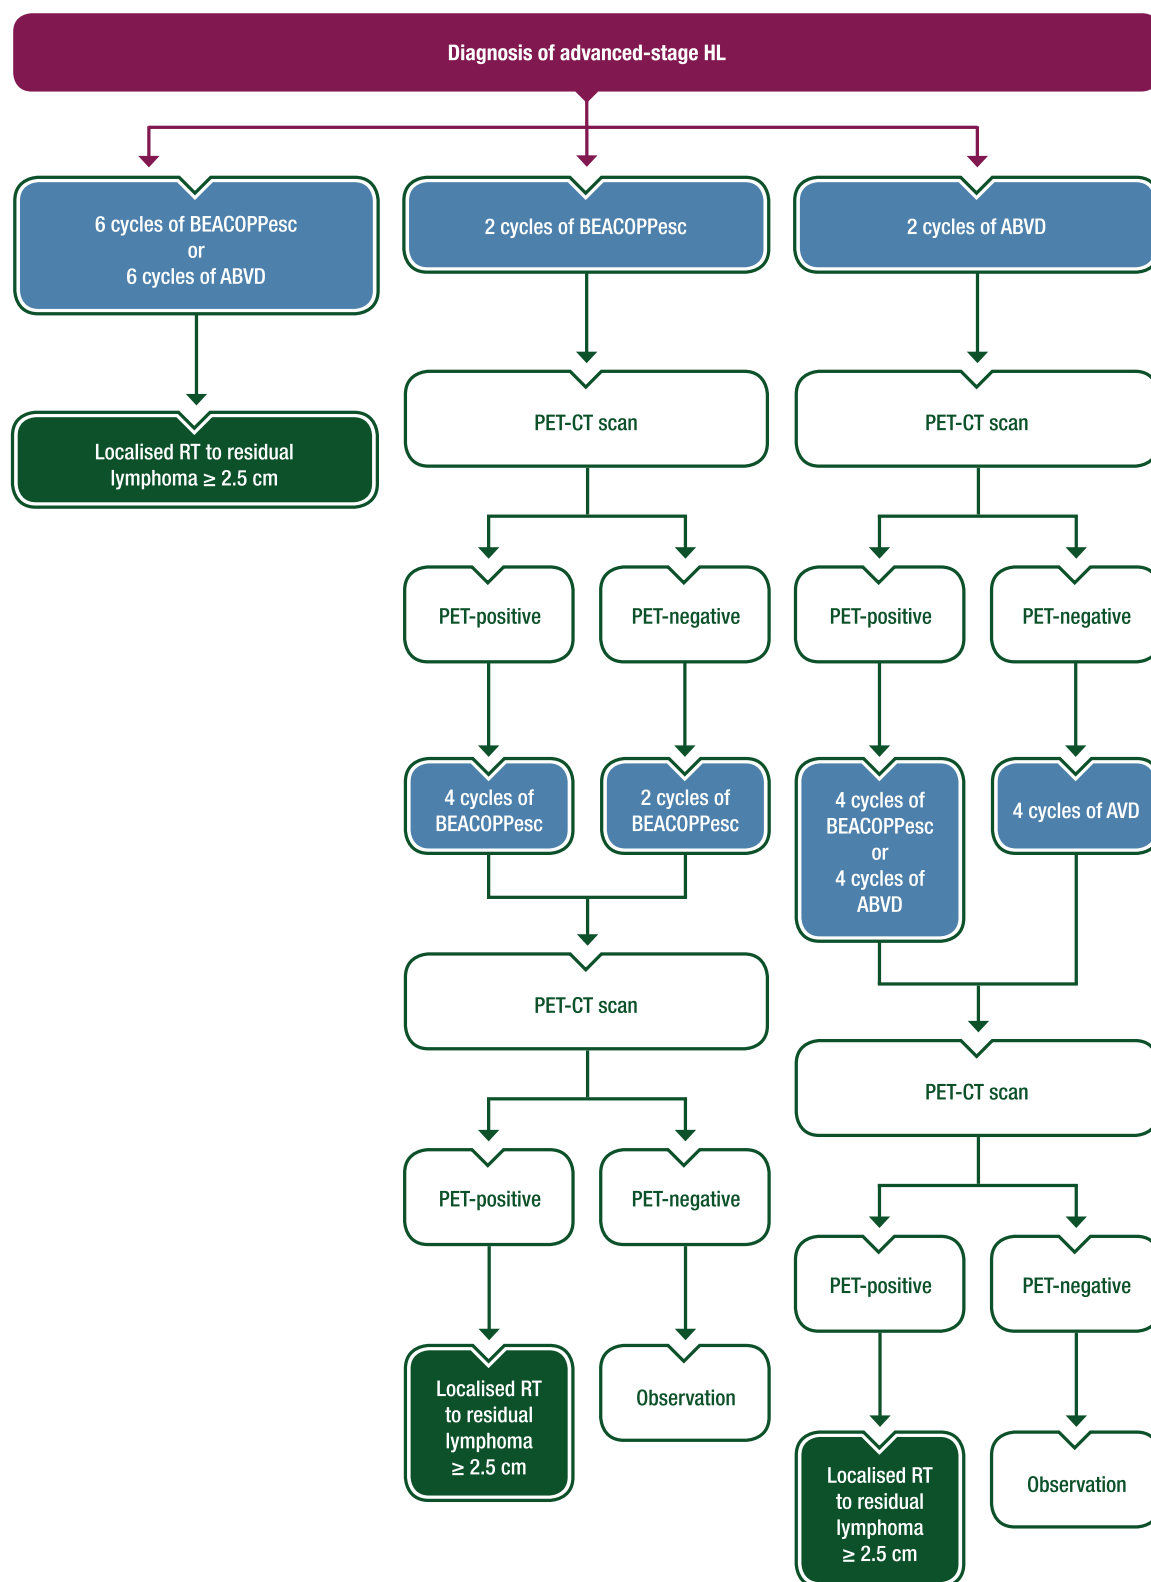 Diagnosis of advanced-stage HL
6 cycles of BEACOPPesc
or
6 cycles of ABVD
Localised RT to residual
lymphoma ≥ 2.5 cm
2 cycles of BEACOPPesc
PET-CT scan
PET-positive
PET-negative
4 cycles of
BEACOPPesc
2 cycles of
BEACOPPesc
PET-CT scan
PET-positive
PET-negative
Localised RT
to residual
lymphoma
≥ 2.5 cm
Observation
2 cycles of ABVD
PET-CT scan
PET-positive
PET-negative
4 cycles of
BEACOPPesc
or
4 cycles of
ABVD
4 cycles of AVD
PET-CT scan
PET-positive
PET-negative
Localised RT
to residual
lymphoma
≥ 2.5 cm
Observation